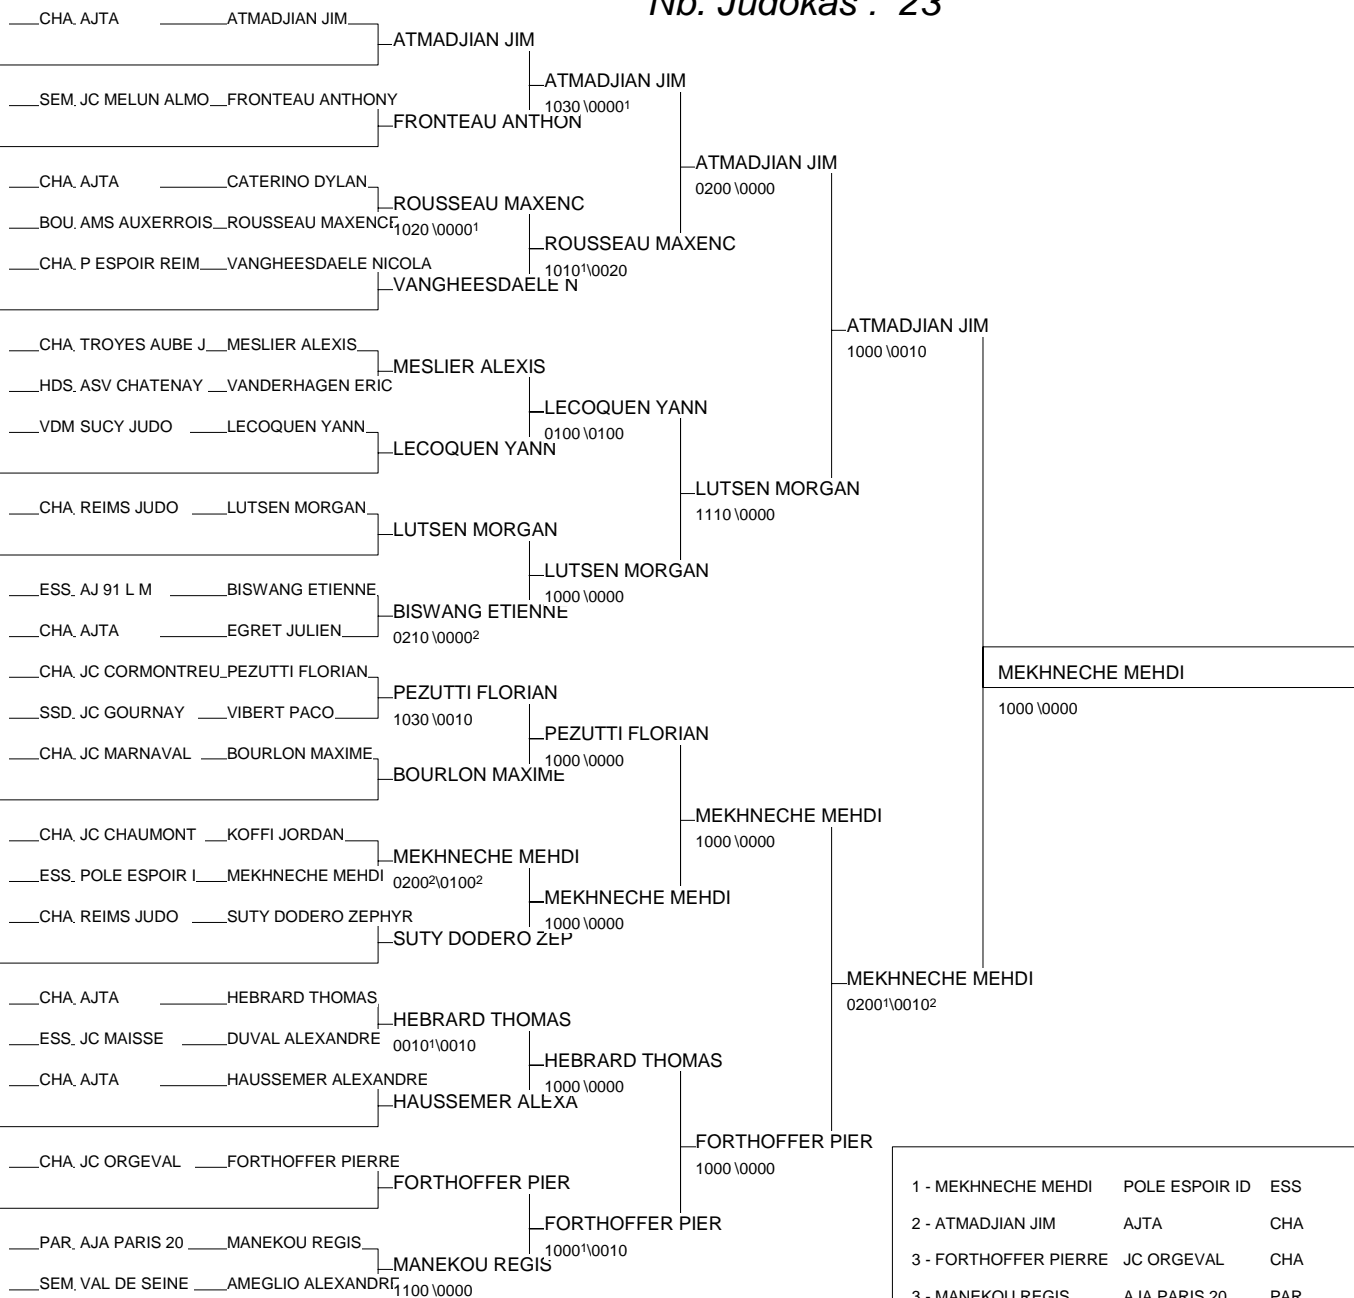 Nb. Judokas : 23
CHA AJTA ATMADJIAN JIM
ATMADJIAN JIM
ATMADJIAN JIM
1030 \0000¹
SEM JC MELUN ALMO FRONTEAU ANTHONY
FRONTEAU ANTHON
ATMADJIAN JIM
0200 \0000
CHA AJTA CATERINO DYLAN
ROUSSEAU MAXENC
1020 \0000¹
BOU AMS AUXERROIS ROUSSEAU MAXENCE
ROUSSEAU MAXENC
1010¹\0020
CHA P ESPOIR REIM VANGHEESDAELE NICOLA
VANGHEESDAELE N
ATMADJIAN JIM
1000 \0010
CHA TROYES AUBE J MESLIER ALEXIS
MESLIER ALEXIS
HDS ASV CHATENAY VANDERHAGEN ERIC
LECOQUEN YANN
0100 \0100
VDM SUCY JUDO LECOQUEN YANN
LECOQUEN YANN
LUTSEN MORGAN
1110 \0000
CHA REIMS JUDO LUTSEN MORGAN
LUTSEN MORGAN
LUTSEN MORGAN
1000 \0000
ESS AJ 91 L M BISWANG ETIENNE
BISWANG ETIENNE
0210 \0000²
CHA AJTA EGRET JULIEN
MEKHNECHE MEHDI
1000 \0000
CHA JC CORMONTREU PEZUTTI FLORIAN
PEZUTTI FLORIAN
1030 \0010
SSD JC GOURNAY VIBERT PACO
PEZUTTI FLORIAN
1000 \0000
CHA JC MARNAVAL BOURLON MAXIME
BOURLON MAXIME
MEKHNECHE MEHDI
1000 \0000
CHA JC CHAUMONT KOFFI JORDAN
MEKHNECHE MEHDI
0200²\0100²
ESS POLE ESPOIR I MEKHNECHE MEHDI
MEKHNECHE MEHDI
1000 \0000
CHA REIMS JUDO SUTY DODERO ZEPHYR
SUTY DODERO ZEP
MEKHNECHE MEHDI
0200¹\0010²
CHA AJTA HEBRARD THOMAS
HEBRARD THOMAS
0010¹\0010
ESS JC MAISSE DUVAL ALEXANDRE
HEBRARD THOMAS
1000 \0000
CHA AJTA HAUSSEMER ALEXANDRE
HAUSSEMER ALEXA
FORTHOFFER PIER
1000 \0000
CHA JC ORGEVAL FORTHOFFER PIERRE
FORTHOFFER PIER
FORTHOFFER PIER
1000¹\0010
PAR AJA PARIS 20 MANEKOU REGIS
MANEKOU REGIS
1100 \0000
SEM VAL DE SEINE AMEGLIO ALEXANDRE
1 - MEKHNECHE MEHDI POLE ESPOIR ID ESS
2 - ATMADJIAN JIM AJTA CHA
3 - FORTHOFFER PIERRE JC ORGEVAL CHA
3 - MANEKOU REGIS AJA PARIS 20 PAR